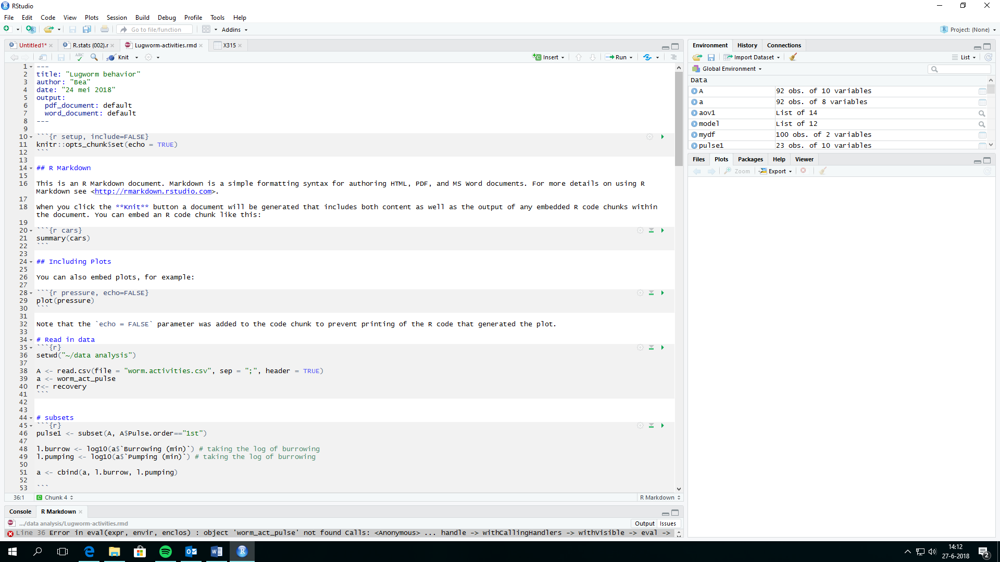 RStudio
File Edit Code View Plots Session Build Debug Profile Tools Help
Go to file/function Addins Project: (None)
Untitled1* R.stats (002).r Lugworm-activities.rmd X315
ABC Knit Insert Run
1 ---
2 title: "Lugworm behavior"
3 author: "Bea"
4 date: "24 mei 2018"
5 output:
6 pdf_document: default
7 word_document: default
8 ---
9
10 ```{r setup, include=FALSE}
11 knitr::opts_chunk$set(echo = TRUE)
12 ```
13
14 ## R Markdown
15
16 This is an R Markdown document. Markdown is a simple formatting syntax for authoring HTML, PDF, and MS Word documents. For more details on using R
Markdown see <http://rmarkdown.rstudio.com>.
17
18 When you click the **Knit** button a document will be generated that includes both content as well as the output of any embedded R code chunks within
the document. You can embed an R code chunk like this:
19
20 ```{r cars}
21 summary(cars)
22 ```
23
24 ## Including Plots
25
26 You can also embed plots, for example:
27
28 ```{r pressure, echo=FALSE}
29 plot(pressure)
30 ```
31
32 Note that the `echo = FALSE` parameter was added to the code chunk to prevent printing of the R code that generated the plot.
33
34 # Read in data
35 ```{r}
36 setwd("~/data analysis")
37
38 A <- read.csv(file = "worm.activities.csv", sep = ";", header = TRUE)
39 a <- worm_act_pulse
40 r<- recovery
41 ```
42
43
44 # subsets
45 ```{r}
46 pulse1 <- subset(A, A$Pulse.order=="1st")
47
48 l.burrow <- log10(a$`Burrowing (min)`) # taking the log of burrowing
49 l.pumping <- log10(a$`Pumping (min)`) # taking the log of burrowing
50
51 a <- cbind(a, l.burrow, l.pumping)
52
53 ```
36:1 C Chunk 4 R Markdown
Console R Markdown
.../data analysis/Lugworm-activities.rmd Output Issues
Line 36 Error in eval(expr, envir, enclos) : object 'worm_act_pulse' not found Calls: <Anonymous> ... handle -> withCallingHandlers -> withVisible -> eval ->
Environment History Connections
Import Dataset List
Global Environment
Data
A 92 obs. of 10 variables
a 92 obs. of 8 variables
aov1 List of 14
model List of 12
mydf 100 obs. of 2 variables
pulse1 23 obs. of 10 variables
Files Plots Packages Help Viewer
Zoom Export
14:12
27-6-2018
2